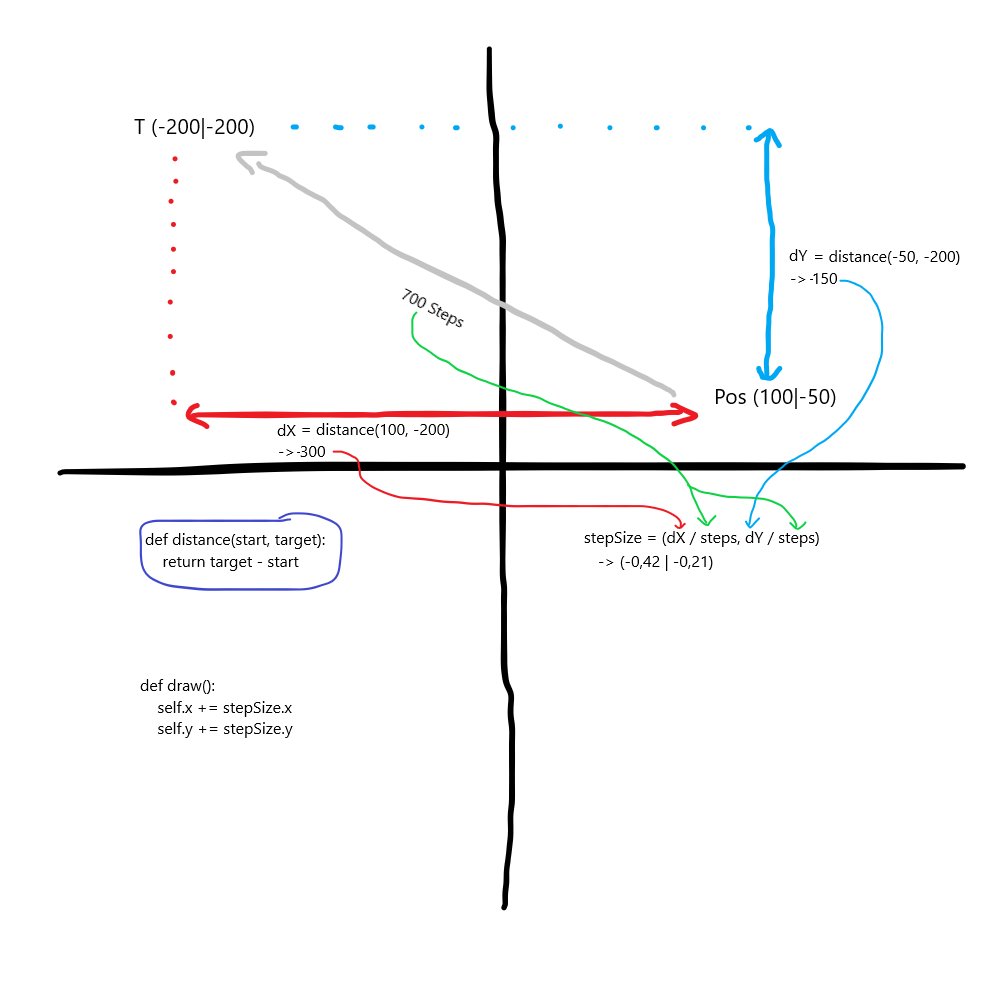 T (-200|-200)
dY = distance(-50, -200)
->-150
700 Steps
Pos (100|-50)
dX = distance(100, -200)
->-300
def distance(start, target):
return target - start
stepSize = (dX / steps, dY / steps)
-> (-0,42 | -0,21)
def draw():
self.x += stepSize.x
self.y += stepSize.y